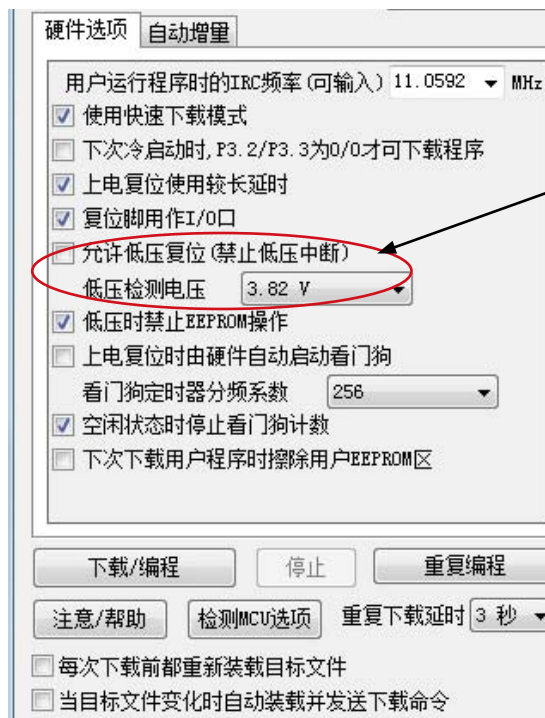 硬件选项 自动增量
用户运行程序时的IRC频率(可输入) 11.0592 MHz
使用快速下载模式
下次冷启动时,P3.2/P3.3为0/0才可下载程序
上电复位使用较长延时
复位脚用作I/O口
允许低压复位(禁止低压中断)
低压检测电压 3.82 V
低压时禁止EEPROM操作
上电复位时由硬件自动启动看门狗
看门狗定时器分频系数 256
空闲状态时停止看门狗计数
下次下载用户程序时擦除用户EEPROM区
下载/编程 停止 重复编程
注意/帮助 检测MCU选项 重复下载延时 3 秒
每次下载前都重新装载目标文件
当目标文件变化时自动装载并发送下载命令